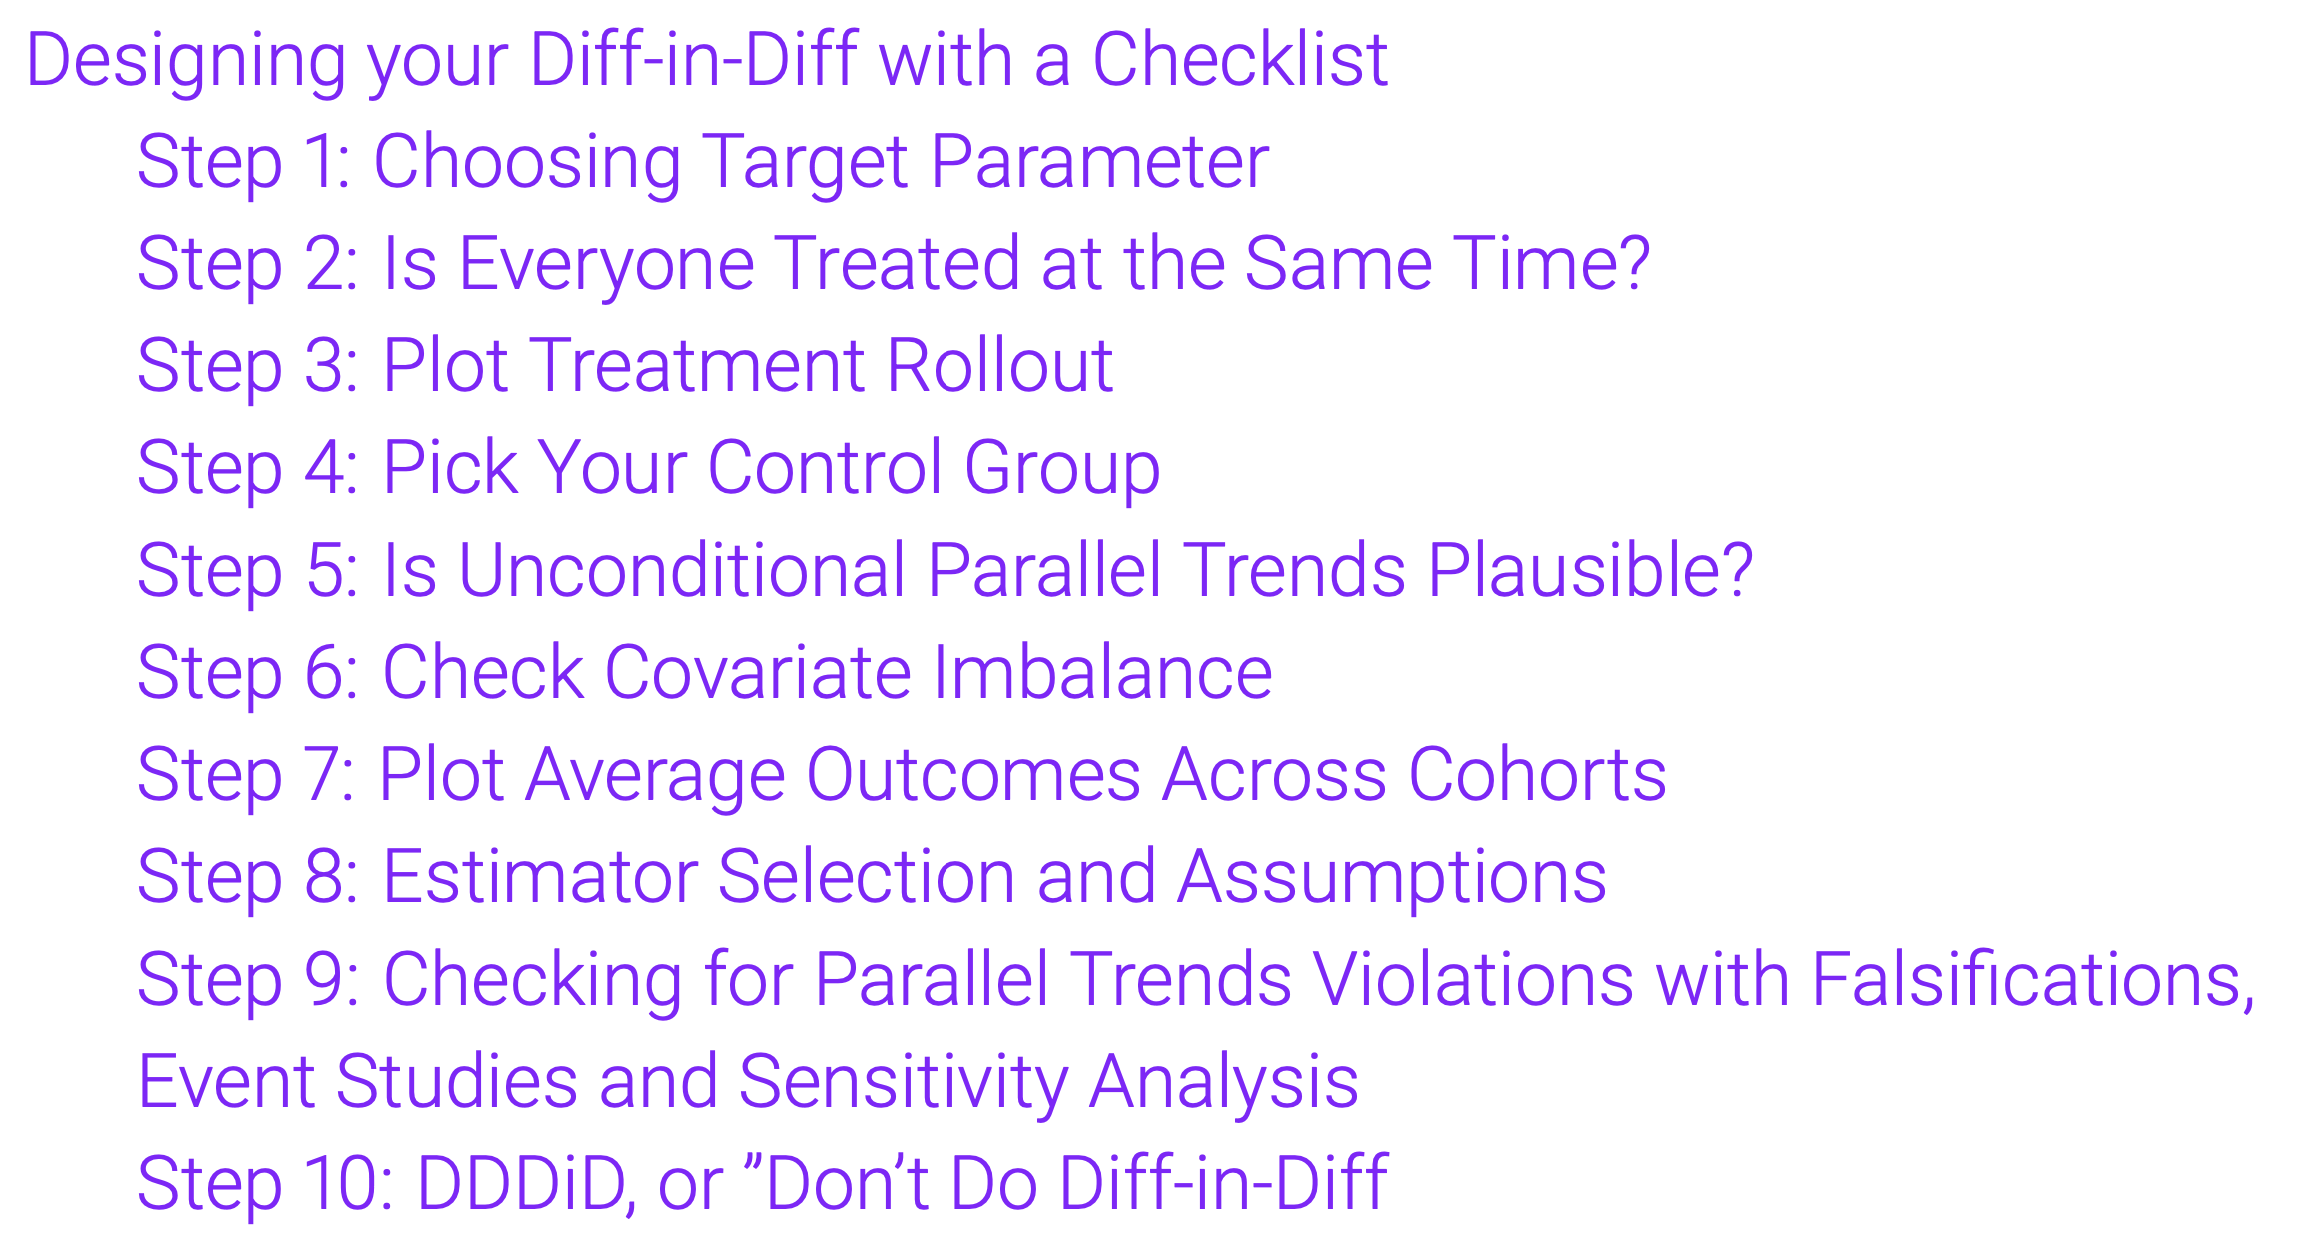 Designing your Diff-in-Diff with a Checklist
Step 1: Choosing Target Parameter
Step 2: Is Everyone Treated at the Same Time?
Step 3: Plot Treatment Rollout
Step 4: Pick Your Control Group
Step 5: Is Unconditional Parallel Trends Plausible?
Step 6: Check Covariate Imbalance
Step 7: Plot Average Outcomes Across Cohorts
Step 8: Estimator Selection and Assumptions
Step 9: Checking for Parallel Trends Violations with Falsifications,
Event Studies and Sensitivity Analysis
Step 10: DDDiD, or ”Don’t Do Diff-in-Diff